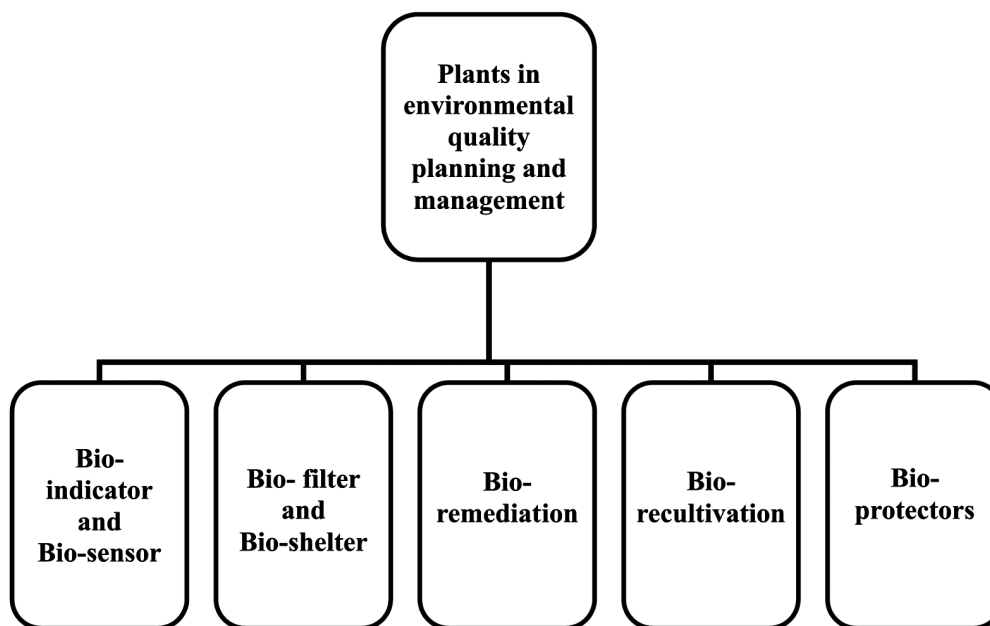 Plants in
environmental
quality
planning and
management
Bio-
indicator
and
Bio-sensor
Bio- filter
and
Bio-shelter
Bio-
remediation
Bio-
recultivation
Bio-
protectors